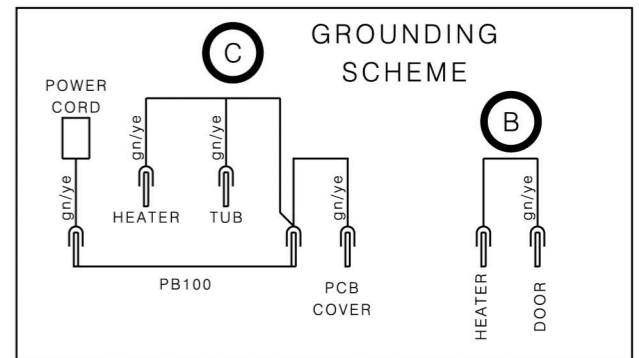 GROUNDING
SCHEME
C
POWER
CORD
B
gn/ye
gn/ye
gn/ye
gn/ye
gn/ye
gn/ye
HEATER
TUB
PB100
PCB
COVER
HEATER
DOOR